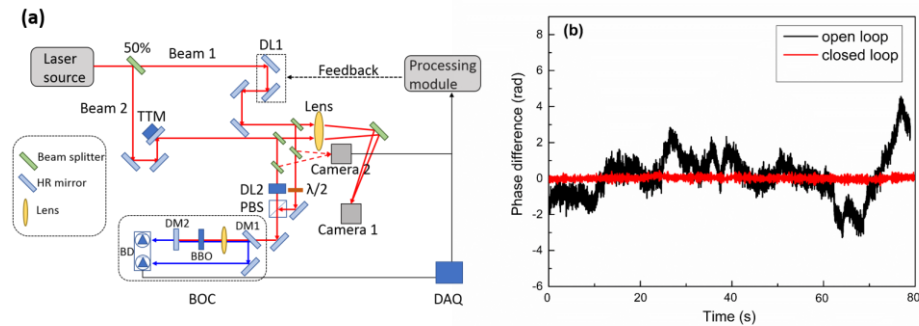 (a)
50%
Beam 1
DL1
Laser
source
Feedback
Processing
module
Beam 2
TTM
Lens
Beam splitter
HR mirror
Lens
Camera 2
DL2
λ/2
PBS
Camera 1
DM2
DM1
BD
BBO
BOC
DAQ
(b)
open loop
closed loop
Phase difference (rad)
6
4
2
0
-2
-4
-6
0
20
40
60
80
Time (s)